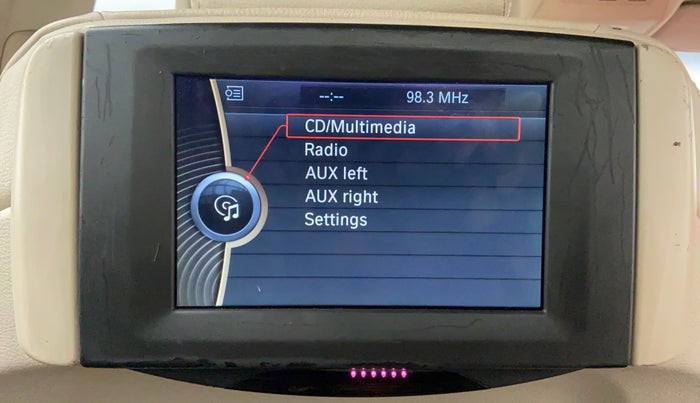 --:-- 98.3 MHz
CD/Multimedia
Radio
AUX left
AUX right
Settings